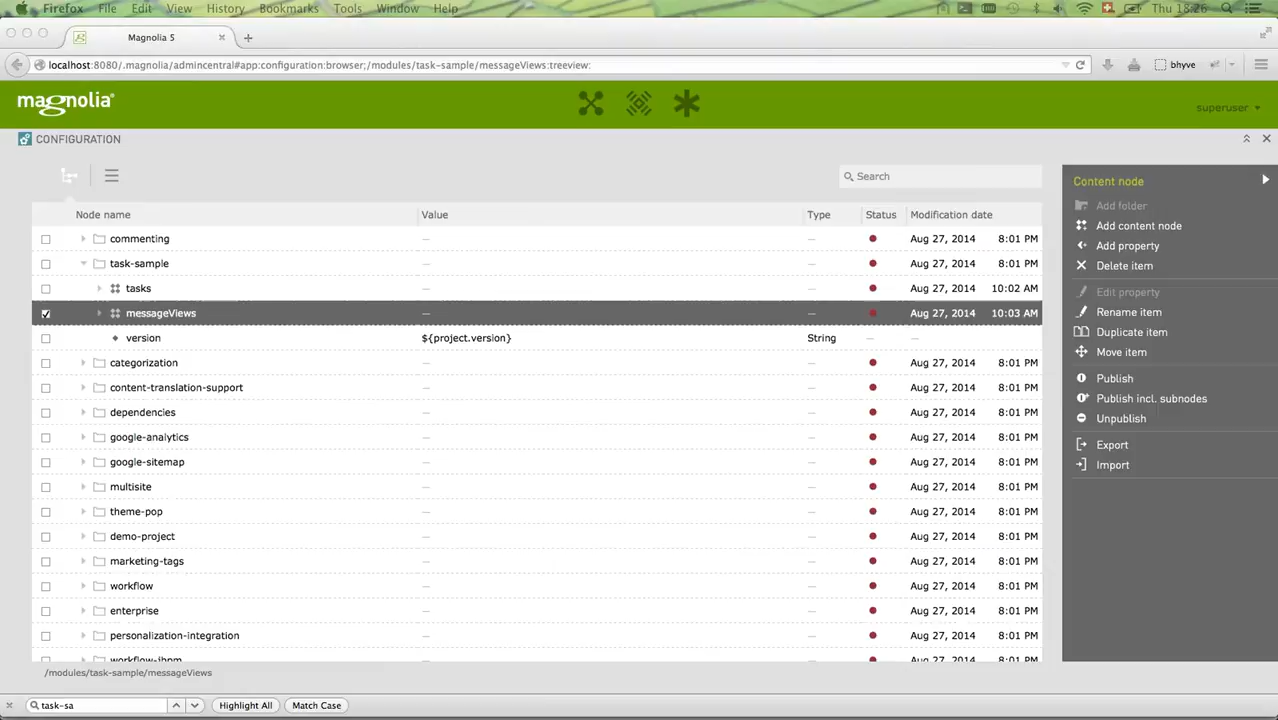 Firefox File Edit View History Bookmarks Tools Window Help Thu 18:26
Magnolia 5
localhost:8080/.magnolia/admincentral#app:configuration:browser;/modules/task-sample/messageViews:treeview: bhyve
magnolia® superuser
CONFIGURATION
Search
Node name Value Type Status Modification date
commenting — — Aug 27, 2014 8:01 PM
task-sample — — Aug 27, 2014 8:01 PM
tasks — — Aug 27, 2014 10:02 AM
messageViews — — Aug 27, 2014 10:03 AM
version ${project.version} String — —
categorization — — Aug 27, 2014 8:01 PM
content-translation-support — — Aug 27, 2014 8:01 PM
dependencies — — Aug 27, 2014 8:01 PM
google-analytics — — Aug 27, 2014 8:01 PM
google-sitemap — — Aug 27, 2014 8:01 PM
multisite — — Aug 27, 2014 8:01 PM
theme-pop — — Aug 27, 2014 8:01 PM
demo-project — — Aug 27, 2014 8:01 PM
marketing-tags — — Aug 27, 2014 8:01 PM
workflow — — Aug 27, 2014 8:01 PM
enterprise — — Aug 27, 2014 8:01 PM
personalization-integration — — Aug 27, 2014 8:01 PM
workflow-jbpm — — Aug 27, 2014 8:01 PM
/modules/task-sample/messageViews
Content node
Add folder
Add content node
Add property
Delete item
Edit property
Rename item
Duplicate item
Move item
Publish
Publish incl. subnodes
Unpublish
Export
Import
task-sa Highlight All Match Case